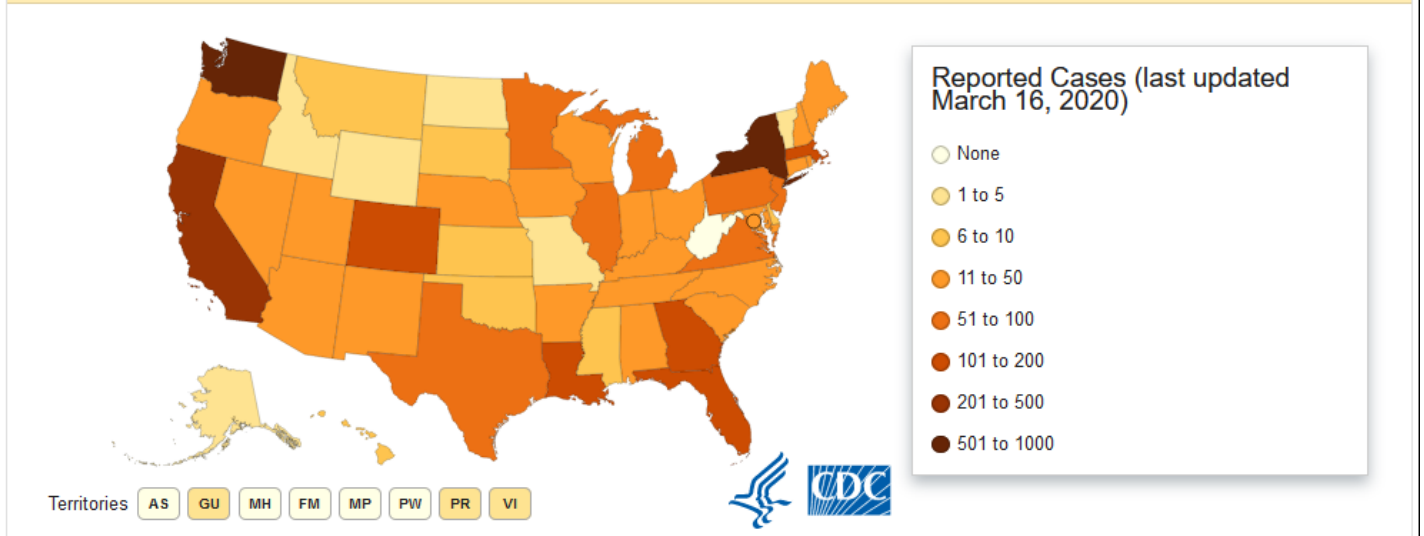 Reported Cases (last updated
March 16, 2020)
None
1 to 5
6 to 10
11 to 50
51 to 100
101 to 200
201 to 500
501 to 1000
Territories AS GU MH FM MP PW PR VI
CDC